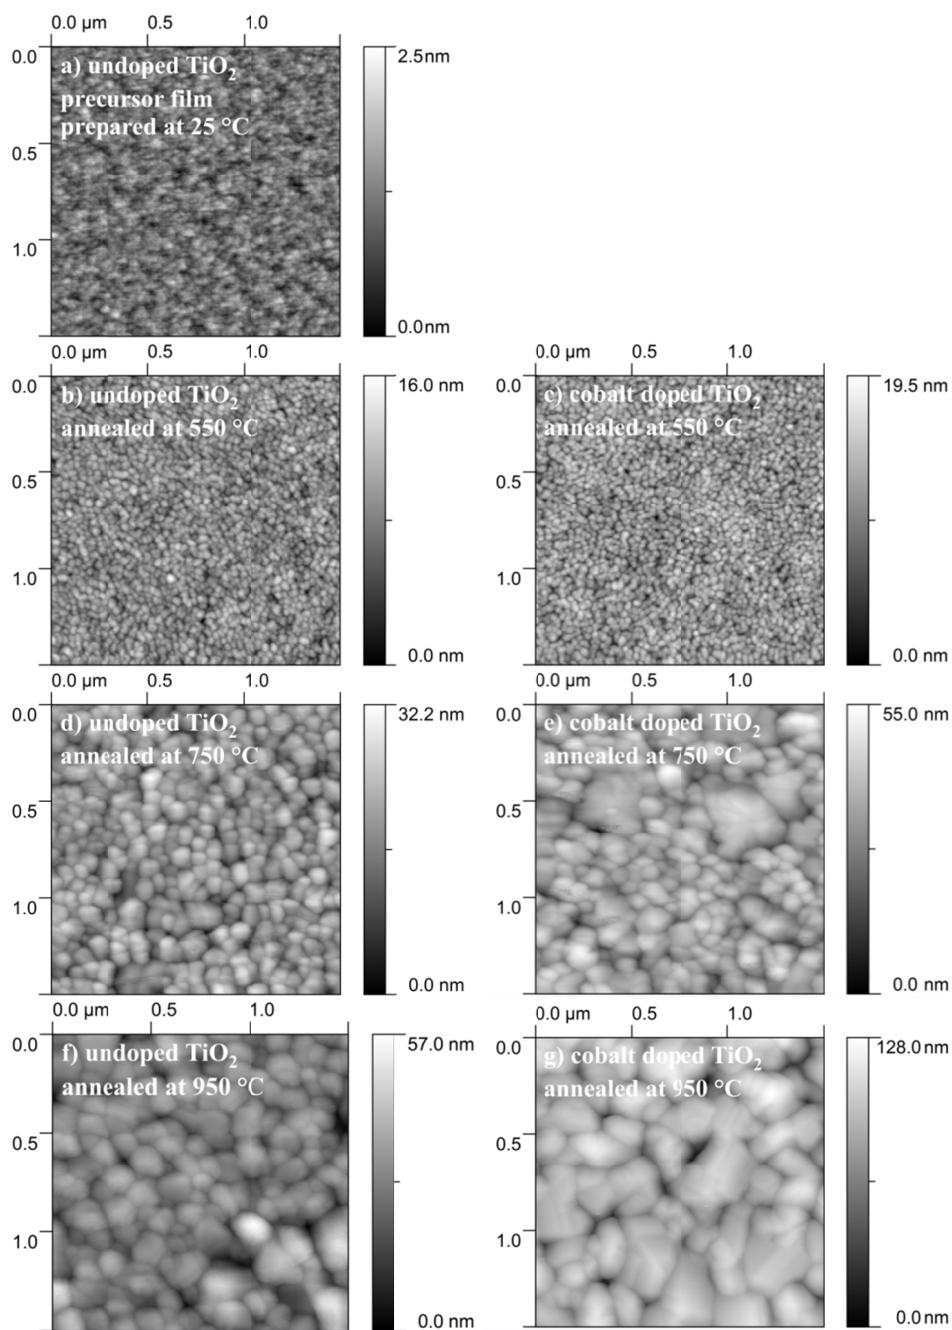 0.0 µm 0.5 1.0
0.0
0.5
1.0
a) undoped TiO₂
precursor film
prepared at 25 °C
2.5nm
0.0nm
0.0 µm 0.5 1.0
0.0
0.5
1.0
b) undoped TiO₂
annealed at 550 °C
16.0 nm
0.0 nm
0.0 µm 0.5 1.0
0.0
0.5
1.0
c) cobalt doped TiO₂
annealed at 550 °C
19.5 nm
0.0 nm
0.0 µm 0.5 1.0
0.0
0.5
1.0
d) undoped TiO₂
annealed at 750 °C
32.2 nm
0.0 nm
0.0 µm 0.5 1.0
0.0
0.5
1.0
e) cobalt doped TiO₂
annealed at 750 °C
55.0 nm
0.0 nm
0.0 µm 0.5 1.0
0.0
0.5
1.0
f) undoped TiO₂
annealed at 950 °C
57.0 nm
0.0 nm
0.0 µm 0.5 1.0
0.0
0.5
1.0
g) cobalt doped TiO₂
annealed at 950 °C
128.0 nm
0.0 nm